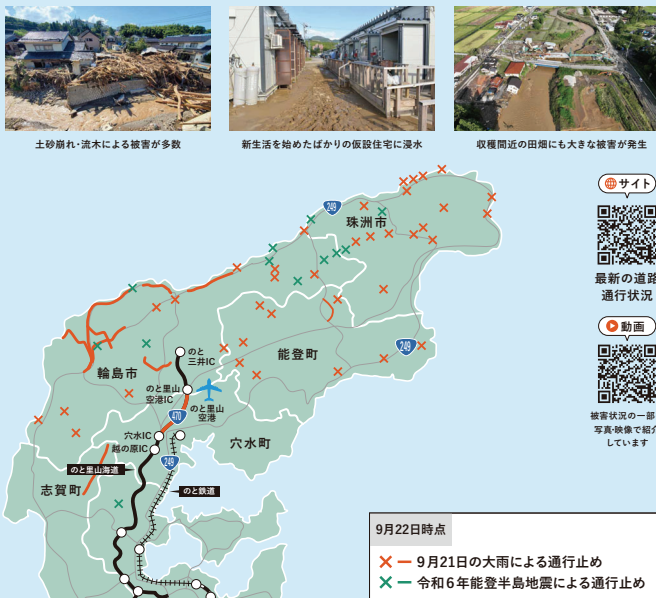 土砂崩れ・流木による被害が多数
新生活を始めたばかりの仮設住宅に浸水
収穫間近の田畑にも大きな被害が発生
サイト
最新の道路
通行状況
動画
被害状況の一部
写真・映像で紹介
しています
249
珠洲市
能登町
249
のと
三井IC
輪島市
のと里山
空港IC
のと里山
空港
470
穴水IC
越の原IC
穴水町
249
のと里山海道
志賀町
のと鉄道
9月22日時点
9月21日の大雨による通行止め
令和6年能登半島地震による通行止め